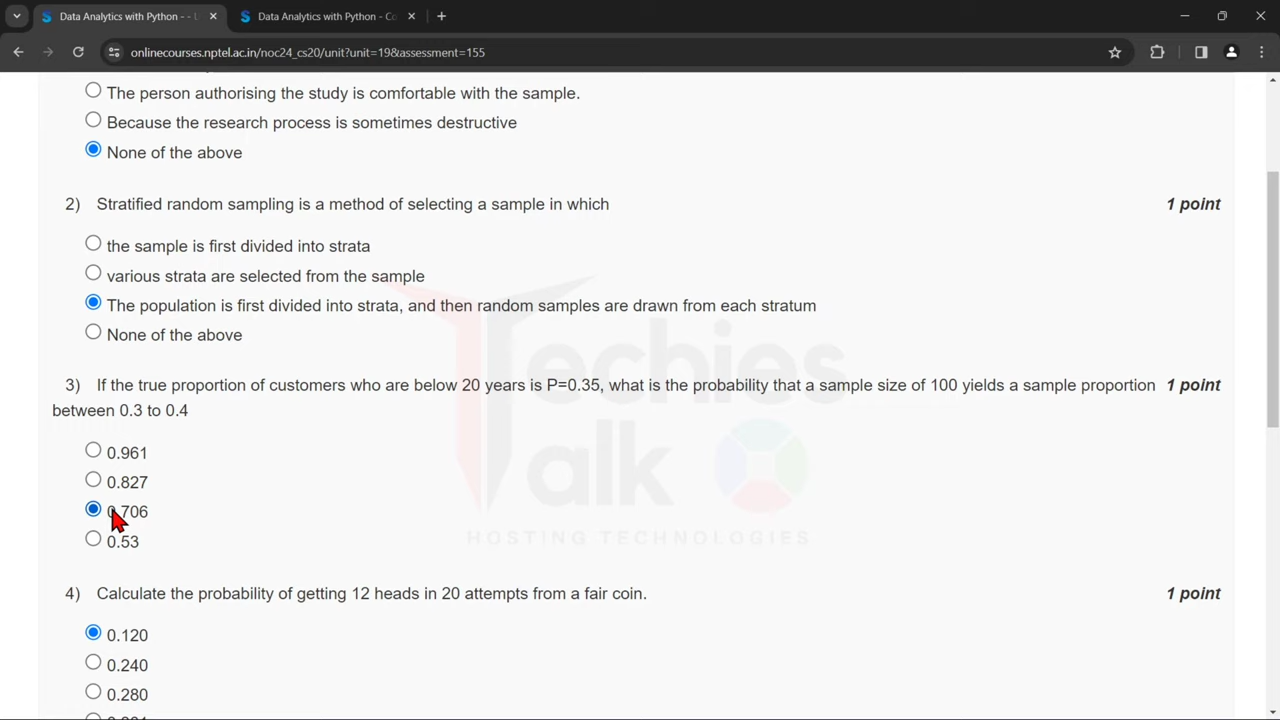 Data Analytics with Python - - U
Data Analytics with Python - Co
onlinecourses.nptel.ac.in/noc24_cs20/unit?unit=19&assessment=155
The person authorising the study is comfortable with the sample.
Because the research process is sometimes destructive
None of the above
2) Stratified random sampling is a method of selecting a sample in which 1 point
the sample is first divided into strata
various strata are selected from the sample
The population is first divided into strata, and then random samples are drawn from each stratum
None of the above
3) If the true proportion of customers who are below 20 years is P=0.35, what is the probability that a sample size of 100 yields a sample proportion 1 point
between 0.3 to 0.4
0.961
0.827
0.706
0.53
4) Calculate the probability of getting 12 heads in 20 attempts from a fair coin. 1 point
0.120
0.240
0.280
Techies
Talk
HOSTING TECHNOLOGIES